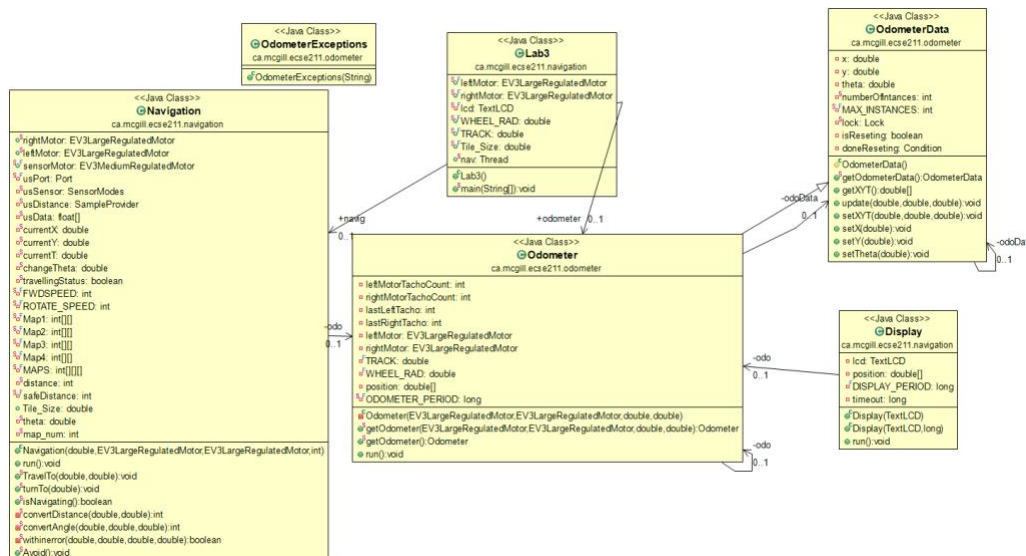 <<Java Class>>
OdometerExceptions
ca.mcgill.ecse211.odometer
OdometerExceptions(String)
<<Java Class>>
Navigation
ca.mcgill.ecse211.navigation
rightMotor: EV3LargeRegulatedMotor
leftMotor: EV3LargeRegulatedMotor
sensorMotor: EV3MediumRegulatedMotor
usPort: Port
usSensor: SensorModes
usDistance: SampleProvider
usData: float[]
currentX: double
currentY: double
currentT: double
changeTheta: double
travellingStatus: boolean
FWDSPEED: int
ROTATE_SPEED: int
Map1: int[][]
Map2: int[][]
Map3: int[][]
Map4: int[][]
MAPS: int[][][]
distance: int
safeDistance: int
Tile_Size: double
theta: double
map_num: int
Navigation(double,EV3LargeRegulatedMotor,EV3LargeRegulatedMotor,int)
run():void
TravelTo(double,double):void
turnTo(double):void
isNavigating():boolean
convertDistance(double,double):int
convertAngle(double,double,double):int
withinerror(double,double,double,double):boolean
Avoid():void
<<Java Class>>
Lab3
ca.mcgill.ecse211.navigation
leftMotor: EV3LargeRegulatedMotor
rightMotor: EV3LargeRegulatedMotor
lcd: TextLCD
WHEEL_RAD: double
TRACK: double
Tile_Size: double
nav: Thread
Lab3()
main(String[]):void
+navig
0..1
+odometer
0..1
<<Java Class>>
Odometer
ca.mcgill.ecse211.odometer
leftMotorTachoCount: int
rightMotorTachoCount: int
lastLeftTacho: int
lastRightTacho: int
leftMotor: EV3LargeRegulatedMotor
rightMotor: EV3LargeRegulatedMotor
TRACK: double
WHEEL_RAD: double
position: double[]
ODOMETER_PERIOD: long
Odometer(EV3LargeRegulatedMotor,EV3LargeRegulatedMotor,double,double)
getOdometer(EV3LargeRegulatedMotor,EV3LargeRegulatedMotor,double,double):Odometer
getOdometer():Odometer
run():void
-odo
0..1
-odo
0..1
-odo
0..1
-odoData
0..1
<<Java Class>>
OdometerData
ca.mcgill.ecse211.odometer
x: double
y: double
theta: double
numberOfIntances: int
MAX_INSTANCES: int
lock: Lock
isReseting: boolean
doneReseting: Condition
OdometerData()
getOdometerData():OdometerData
getXYT():double[]
update(double,double,double):void
setXYT(double,double,double):void
setX(double):void
setY(double):void
setTheta(double):void
-odoDa
0..1
<<Java Class>>
Display
ca.mcgill.ecse211.navigation
lcd: TextLCD
position: double[]
DISPLAY_PERIOD: long
timeout: long
Display(TextLCD)
Display(TextLCD,long)
run():void